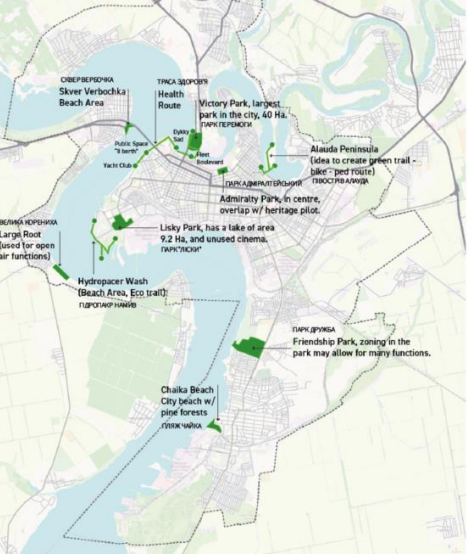 СКВЕР ВЕРБОЧКА
Skver Verbochka
Beach Area
ТРАСА ЗДОРОВ'Я
Health
Route
Victory Park, largest
park in the city, 40 Ha.
ПАРК ПЕРЕМОГИ
Dykky
Sad
Public Space
"8 berth"
Fleet
Boulevard
Yacht Club
Alauda Peninsula
(idea to create green trail -
bike - ped route)
ПІВОСТРІВ АЛАУДА
ПАРК АДМІРАЛТЕЙСЬКИЙ
Admiralty Park, in centre,
overlap w/ heritage pilot.
ВЕЛИКА КОРЕНИХА
Large Root
(used for open
air functions)
Lisky Park, has a lake of area
9.2 Ha, and unused cinema.
ПАРК "ЛІСКИ"
Hydropacer Wash
(Beach Area, Eco trail)
ГІДРОПАКР НАМИВ
ПАРК ДРУЖБА
Friendship Park, zoning in the
park may allow for many functions.
Chaika Beach
City beach w/
pine forests
ПЛЯЖ ЧАЙКА